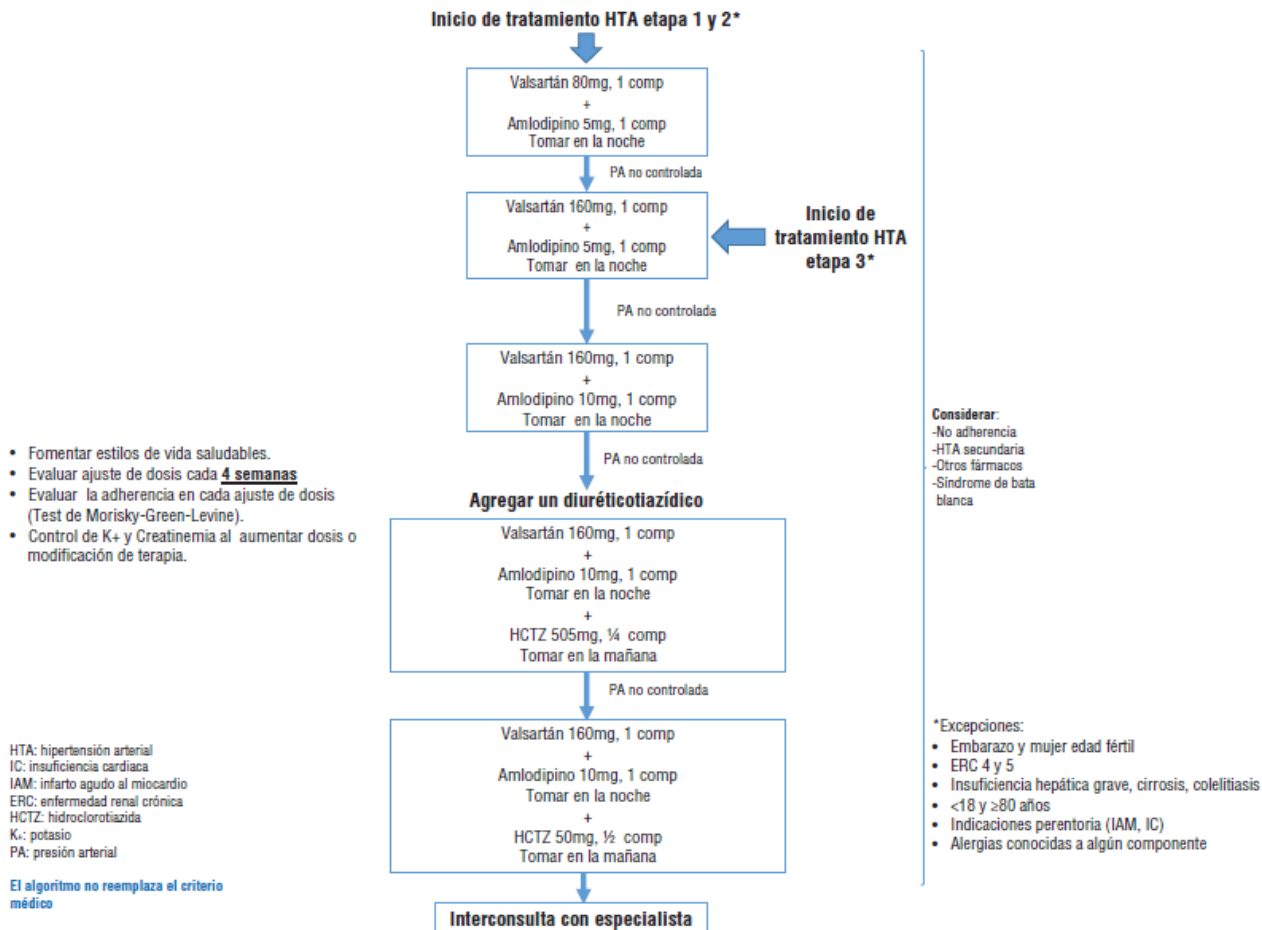 Inicio de tratamiento HTA etapa 1 y 2*
Valsartán 80mg, 1 comp
+
Amlodipino 5mg, 1 comp
Tomar en la noche
PA no controlada
Valsartán 160mg, 1 comp
+
Amlodipino 5mg, 1 comp
Tomar en la noche
Inicio de
tratamiento HTA
etapa 3*
PA no controlada
Valsartán 160mg, 1 comp
+
Amlodipino 10mg, 1 comp
Tomar en la noche
PA no controlada
Agregar un diuréticotiazídico
Valsartán 160mg, 1 comp
+
Amlodipino 10mg, 1 comp
Tomar en la noche
+
HCTZ 505mg, ¼ comp
Tomar en la mañana
PA no controlada
Valsartán 160mg, 1 comp
+
Amlodipino 10mg, 1 comp
Tomar en la noche
+
HCTZ 50mg, ½ comp
Tomar en la mañana
Interconsulta con especialista
• Fomentar estilos de vida saludables.
• Evaluar ajuste de dosis cada 4 semanas
• Evaluar la adherencia en cada ajuste de dosis
(Test de Morisky-Green-Levine).
• Control de K+ y Creatinemia al aumentar dosis o
modificación de terapia.
HTA: hipertensión arterial
IC: insuficiencia cardiaca
IAM: infarto agudo al miocardio
ERC: enfermedad renal crónica
HCTZ: hidroclorotiazida
K+: potasio
PA: presión arterial
El algoritmo no reemplaza el criterio
médico
Considerar:
-No adherencia
-HTA secundaria
-Otros fármacos
-Síndrome de bata
blanca
*Excepciones:
• Embarazo y mujer edad fértil
• ERC 4 y 5
• Insuficiencia hepática grave, cirrosis, colelitiasis
• <18 y ≥80 años
• Indicaciones perentoria (IAM, IC)
• Alergias conocidas a algún componente